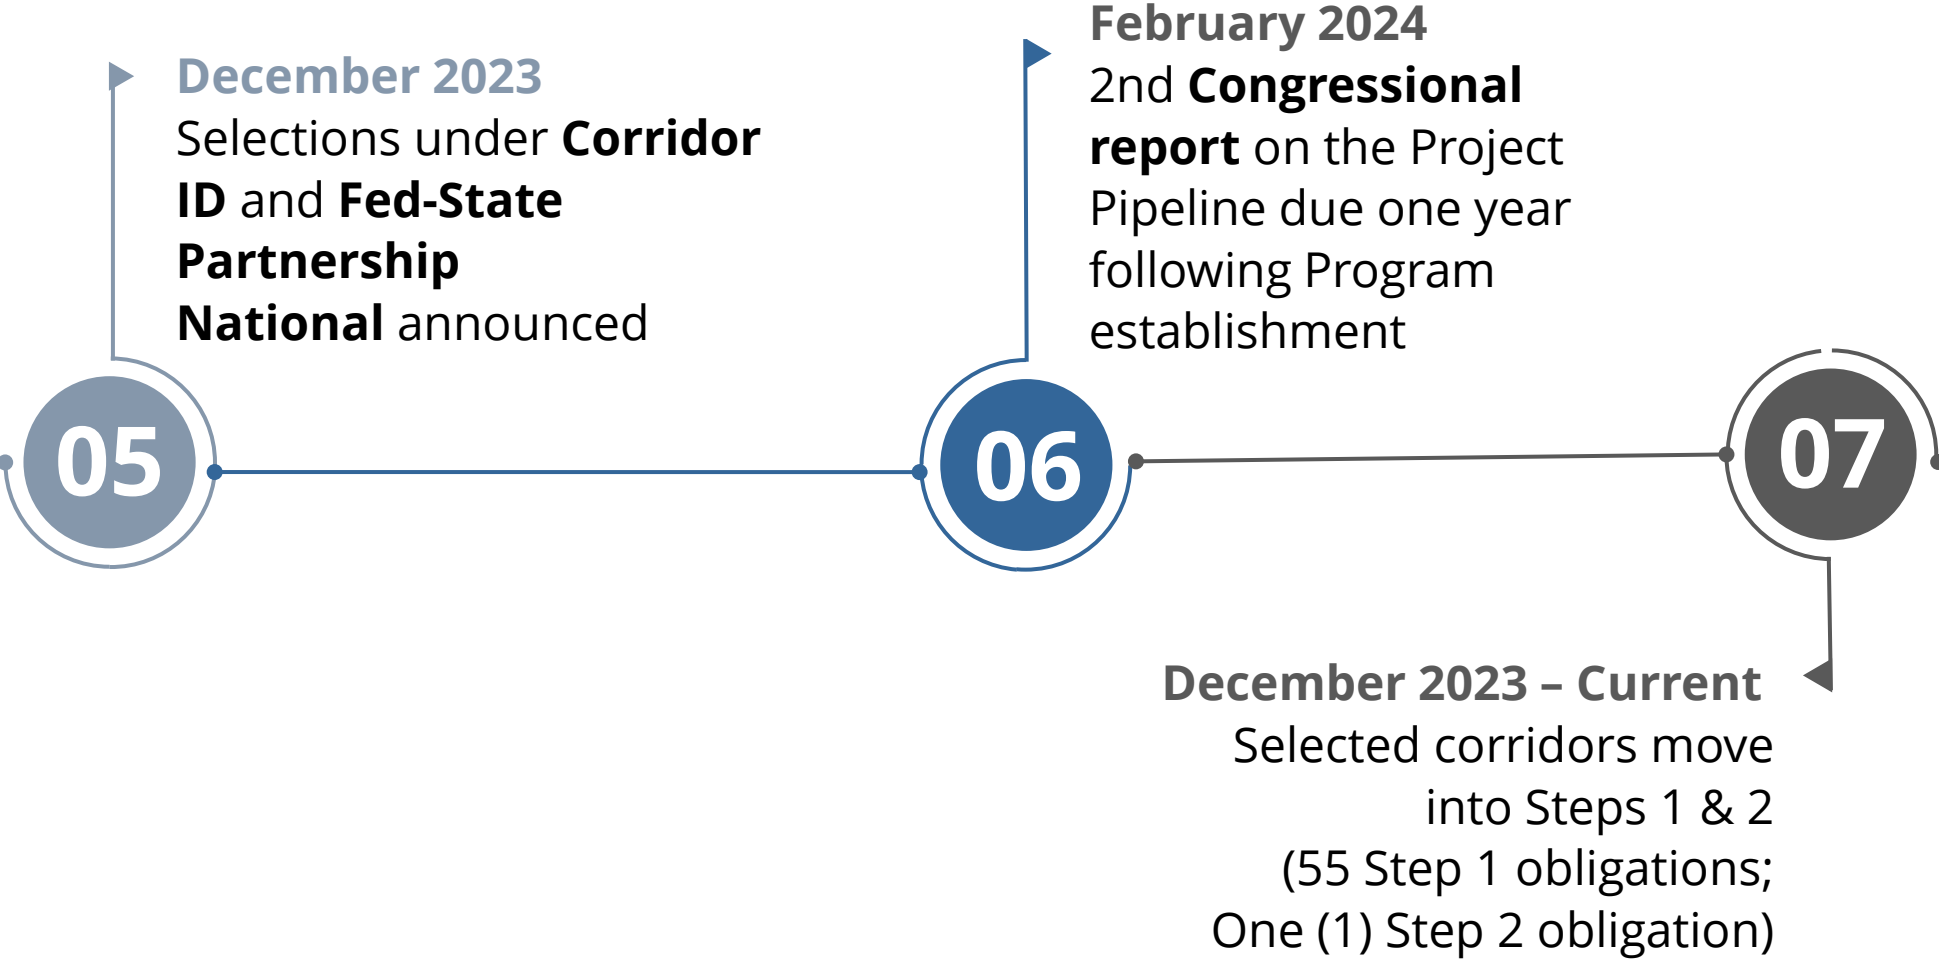 December 2023
Selections under Corridor
ID and Fed-State
Partnership
National announced
05
February 2024
2nd Congressional
report on the Project
Pipeline due one year
following Program
establishment
06
07
December 2023 – Current
Selected corridors move
into Steps 1 & 2
(55 Step 1 obligations;
One (1) Step 2 obligation)